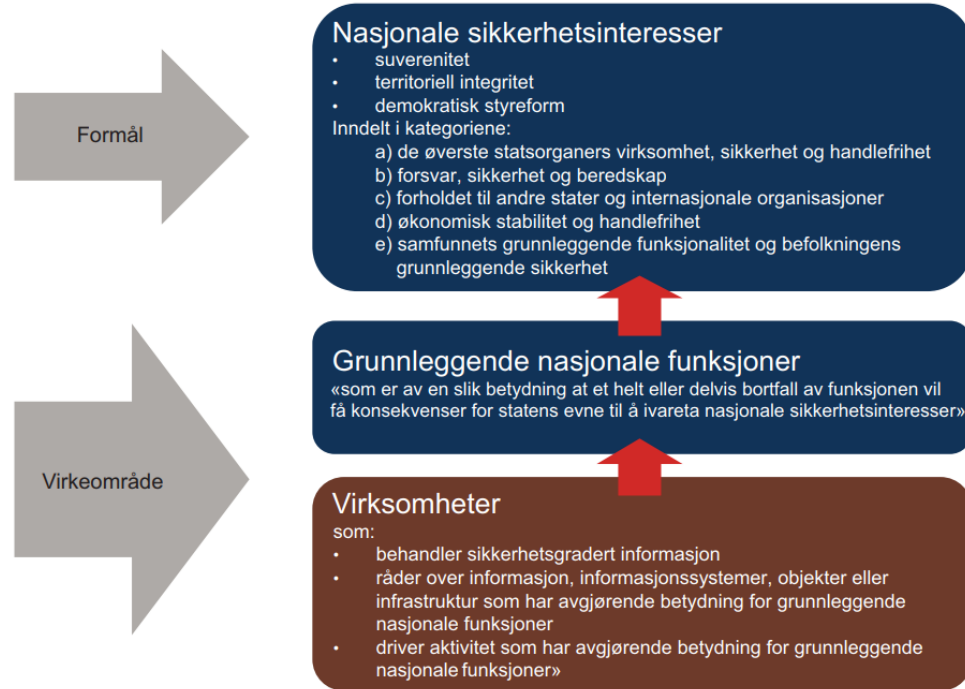 Formål
Nasjonale sikkerhetsinteresser
• suverenitet
• territoriell integritet
• demokratisk styreform
Inndelt i kategoriene:
a) de øverste statsorganers virksomhet, sikkerhet og handlefrihet
b) forsvar, sikkerhet og beredskap
c) forholdet til andre stater og internasjonale organisasjoner
d) økonomisk stabilitet og handlefrihet
e) samfunnets grunnleggende funksjonalitet og befolkningens
grunnleggende sikkerhet
Virkeområde
Grunnleggende nasjonale funksjoner
«som er av en slik betydning at et helt eller delvis bortfall av funksjonen vil
få konsekvenser for statens evne til å ivareta nasjonale sikkerhetsinteresser»
Virksomheter
som:
• behandler sikkerhetsgradert informasjon
• råder over informasjon, informasjonssystemer, objekter eller
infrastruktur som har avgjørende betydning for grunnleggende
nasjonale funksjoner
• driver aktivitet som har avgjørende betydning for grunnleggende
nasjonale funksjoner»